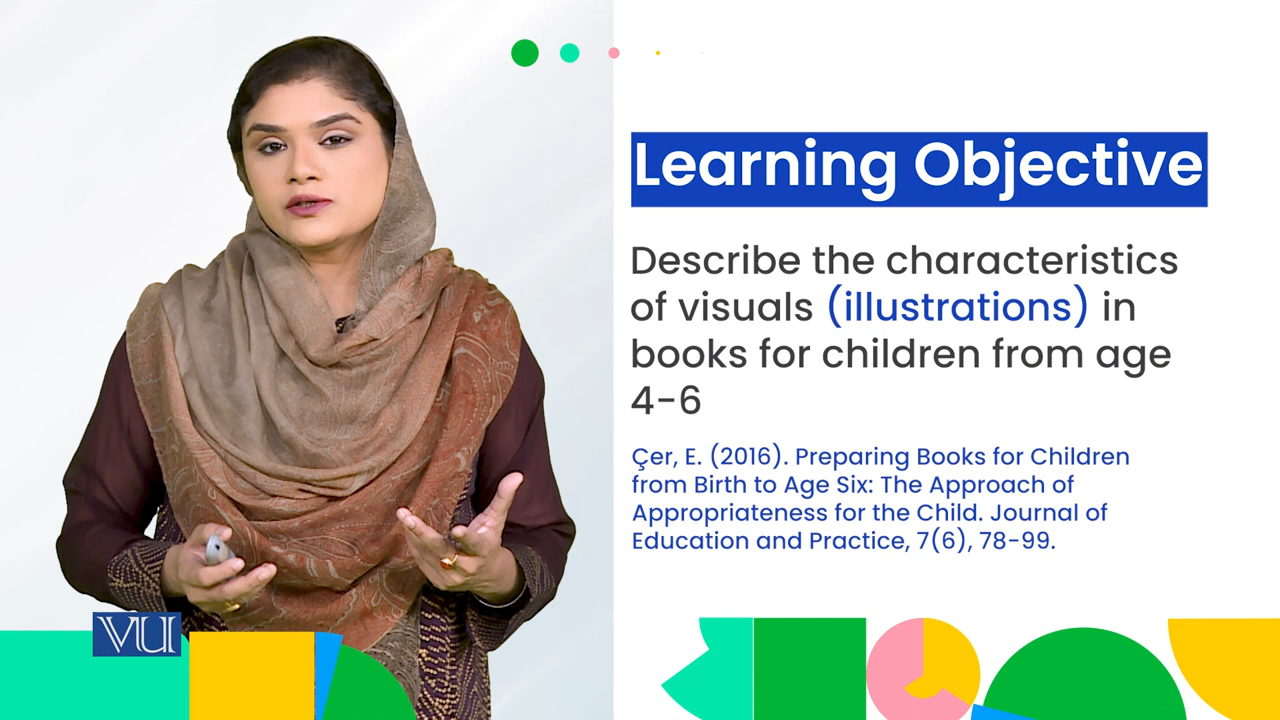 Learning Objective
Describe the characteristics
of visuals (illustrations) in
books for children from age
4-6
Çer, E. (2016). Preparing Books for Children
from Birth to Age Six: The Approach of
Appropriateness for the Child. Journal of
Education and Practice, 7(6), 78-99.
VU